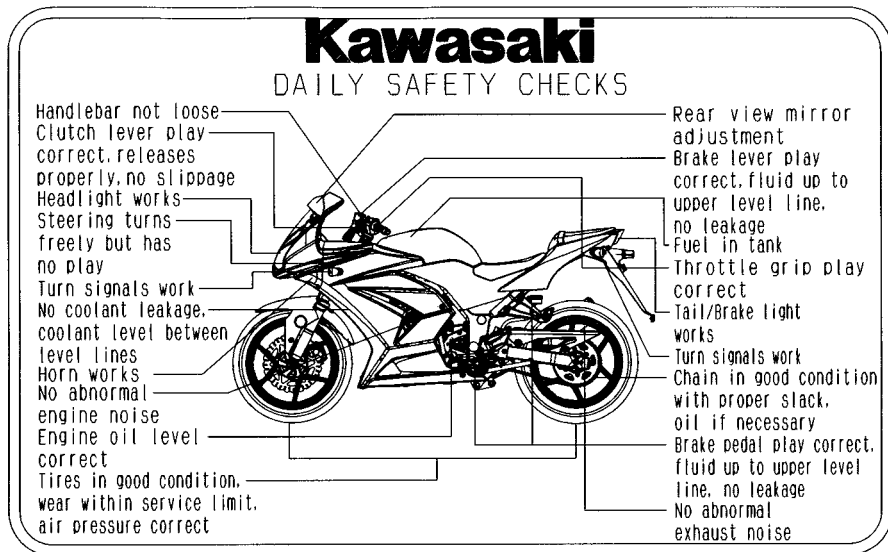 Kawasaki
DAILY SAFETY CHECKS
Handlebar not loose
Clutch lever play
correct, releases
properly, no slippage
Headlight works
Steering turns
freely but has
no play
Turn signals work
No coolant leakage,
coolant level between
level lines
Horn works
No abnormal
engine noise
Engine oil level
correct
Tires in good condition,
wear within service limit,
air pressure correct
Rear view mirror
adjustment
Brake lever play
correct, fluid up to
upper level line,
no leakage
Fuel in tank
Throttle grip play
correct
Tail/Brake light
works
Turn signals work
Chain in good condition
with proper slack,
oil if necessary
Brake pedal play correct,
fluid up to upper level
line, no leakage
No abnormal
exhaust noise